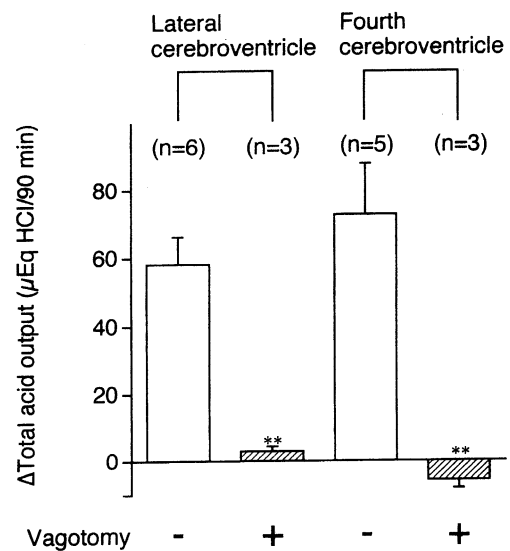 Lateral
cerebroventricle
Fourth
cerebroventricle
(n=6) (n=3) (n=5) (n=3)
ΔTotal acid output (μEq HCl/90 min)
80
60
40
20
0
**
**
Vagotomy - + - +